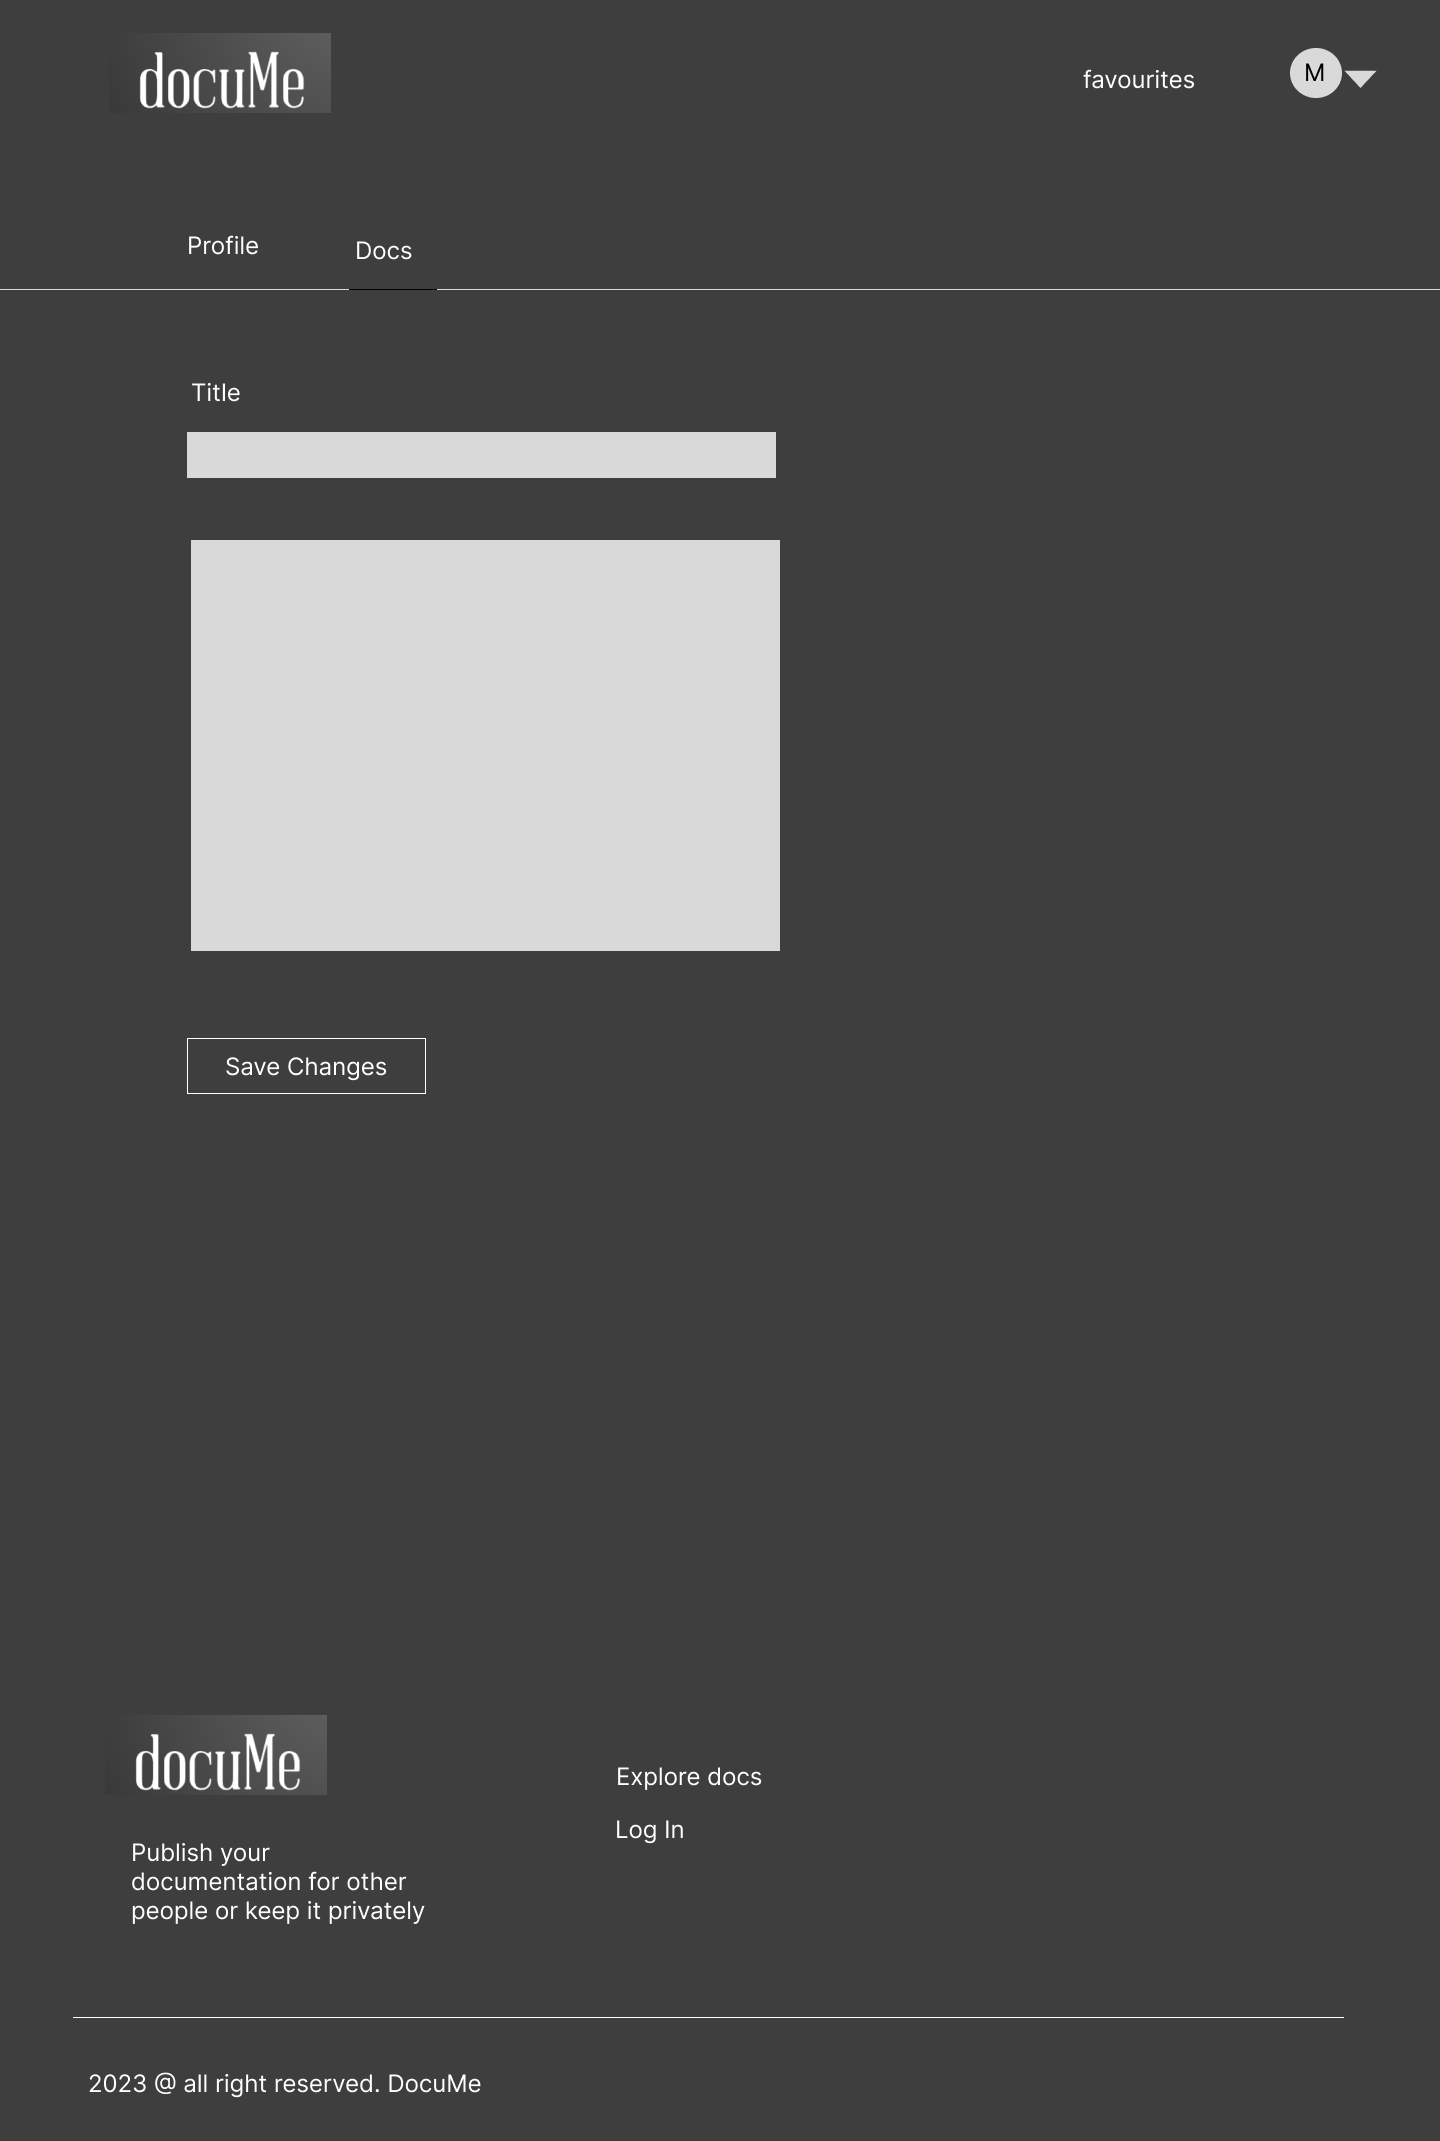 docuMe
favourites
M
Profile
Docs
Title
Save Changes
docuMe
Explore docs
Log In
Publish your
documentation for other
people or keep it privately
2023 @ all right reserved. DocuMe